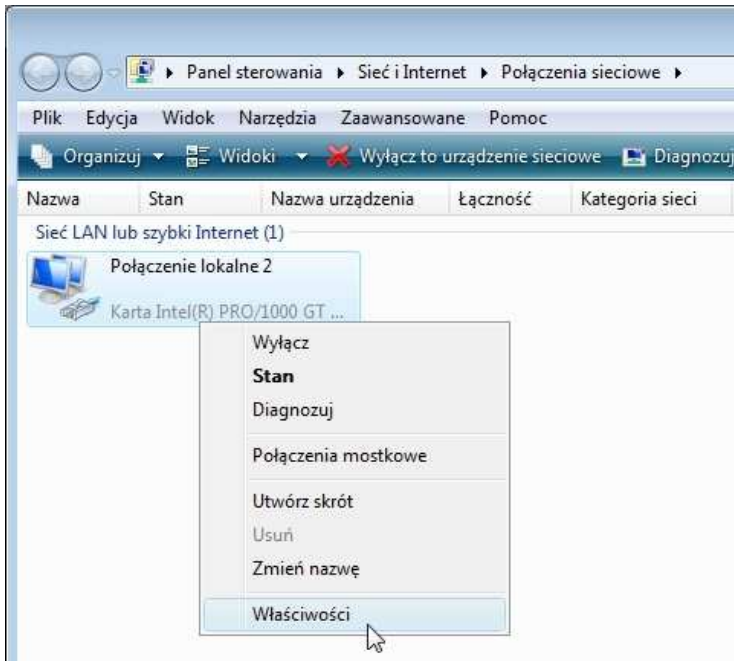 Panel sterowania Sieć i Internet Połączenia sieciowe
Plik Edycja Widok Narzędzia Zaawansowane Pomoc
Organizuj Widoki Wyłącz to urządzenie sieciowe Diagnozuj
Nazwa Stan Nazwa urządzenia Łączność Kategoria sieci
Sieć LAN lub szybki Internet (1)
Połączenie lokalne 2
Karta Intel(R) PRO/1000 GT ...
Wyłącz
Stan
Diagnozuj
Połączenia mostkowe
Utwórz skrót
Usuń
Zmień nazwę
Właściwości